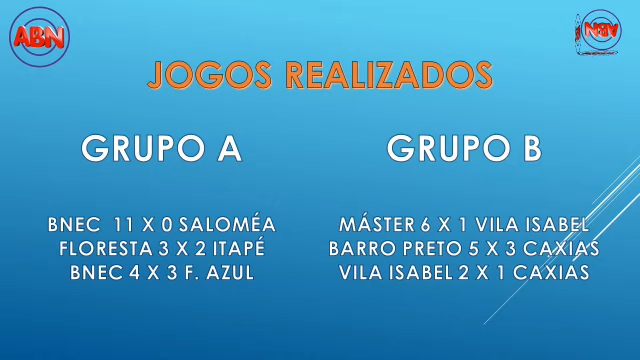 ABN
ABN
JOGOS REALIZADOS
GRUPO A
BNEC 11 X 0 SALOMÉA
FLORESTA 3 X 2 ITAPÉ
BNEC 4 X 3 F. AZUL
GRUPO B
MÁSTER 6 X 1 VILA ISABEL
BARRO PRETO 5 X 3 CAXIAS
VILA ISABEL 2 X 1 CAXIAS